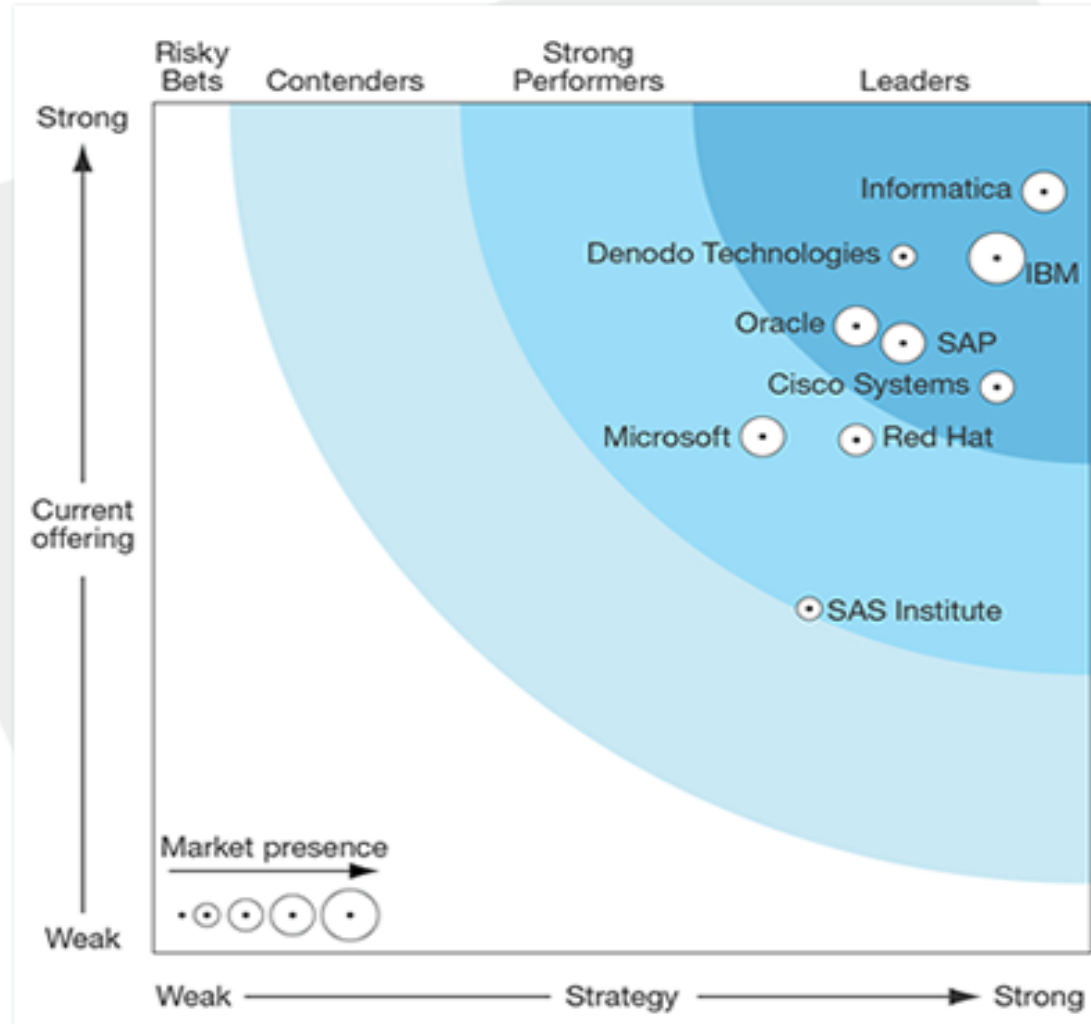 Risky
Bets
Contenders
Strong
Performers
Leaders
Strong
Informatica
Denodo Technologies
IBM
Oracle
SAP
Cisco Systems
Microsoft
Red Hat
Current
offering
SAS Institute
Market presence
Weak
Weak
Strategy
Strong